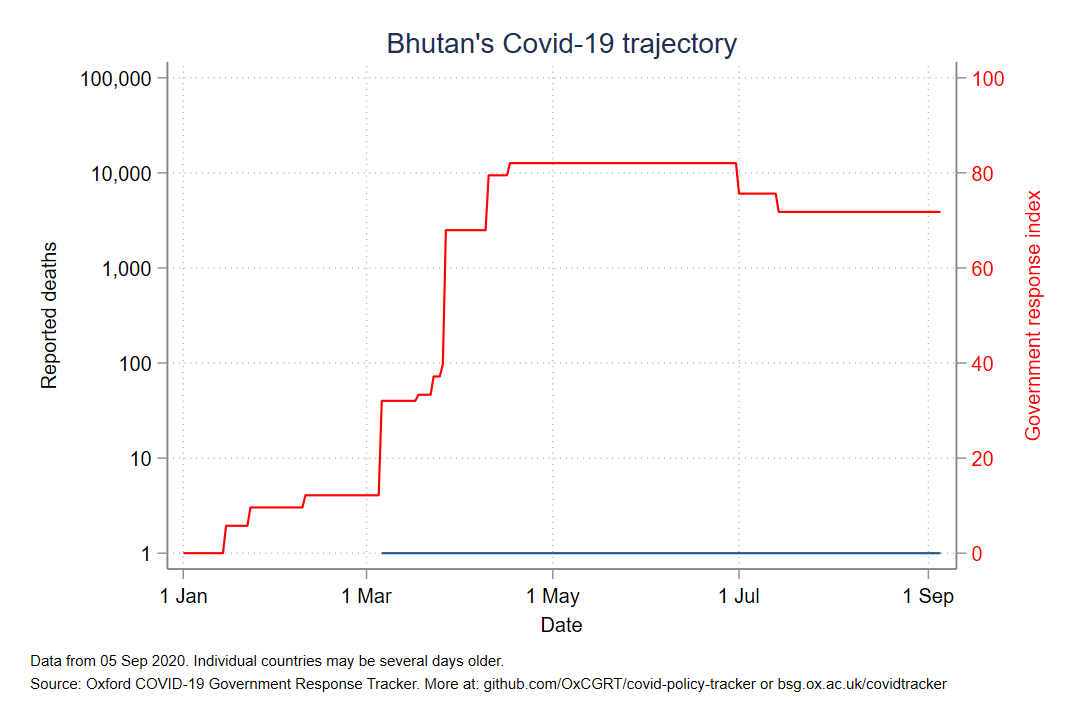 Bhutan's Covid-19 trajectory
100,000
10,000
1,000
100
10
1
Reported deaths
100
80
60
40
20
0
Government response index
1 Jan
1 Mar
1 May
1 Jul
1 Sep
Date
Data from 05 Sep 2020. Individual countries may be several days older.
Source: Oxford COVID-19 Government Response Tracker. More at: github.com/OxCGRT/covid-policy-tracker or bsg.ox.ac.uk/covidtracker